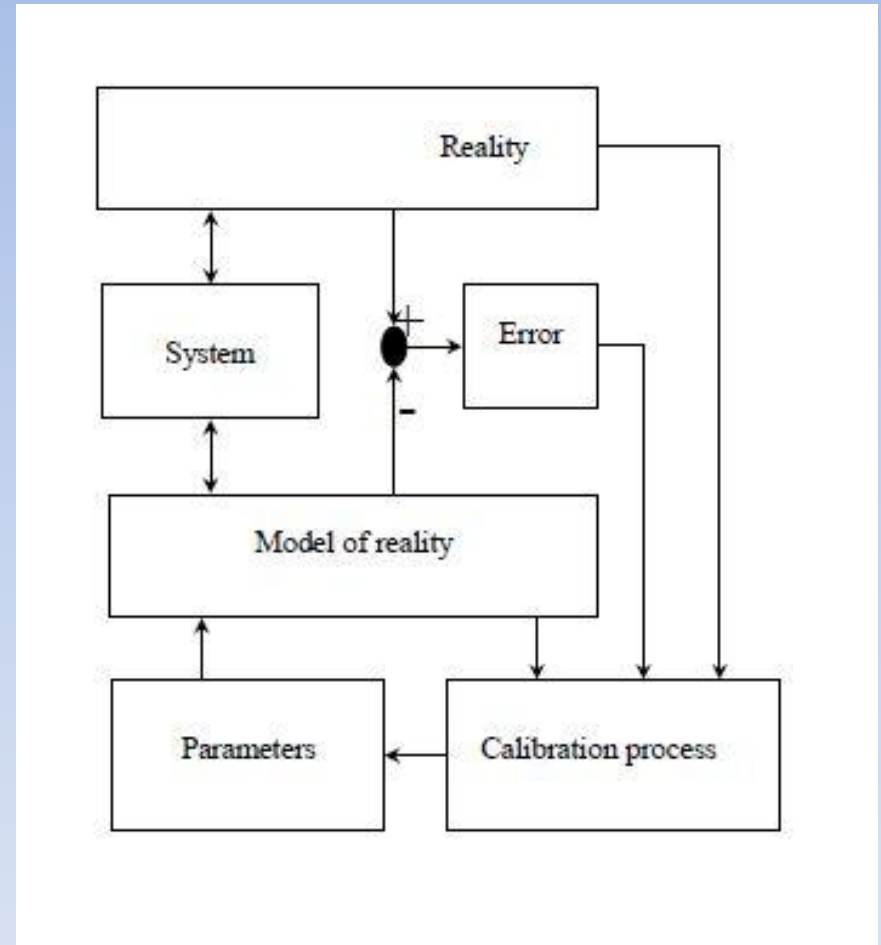 Reality
System
+
Error
-
Model of reality
Parameters
Calibration process